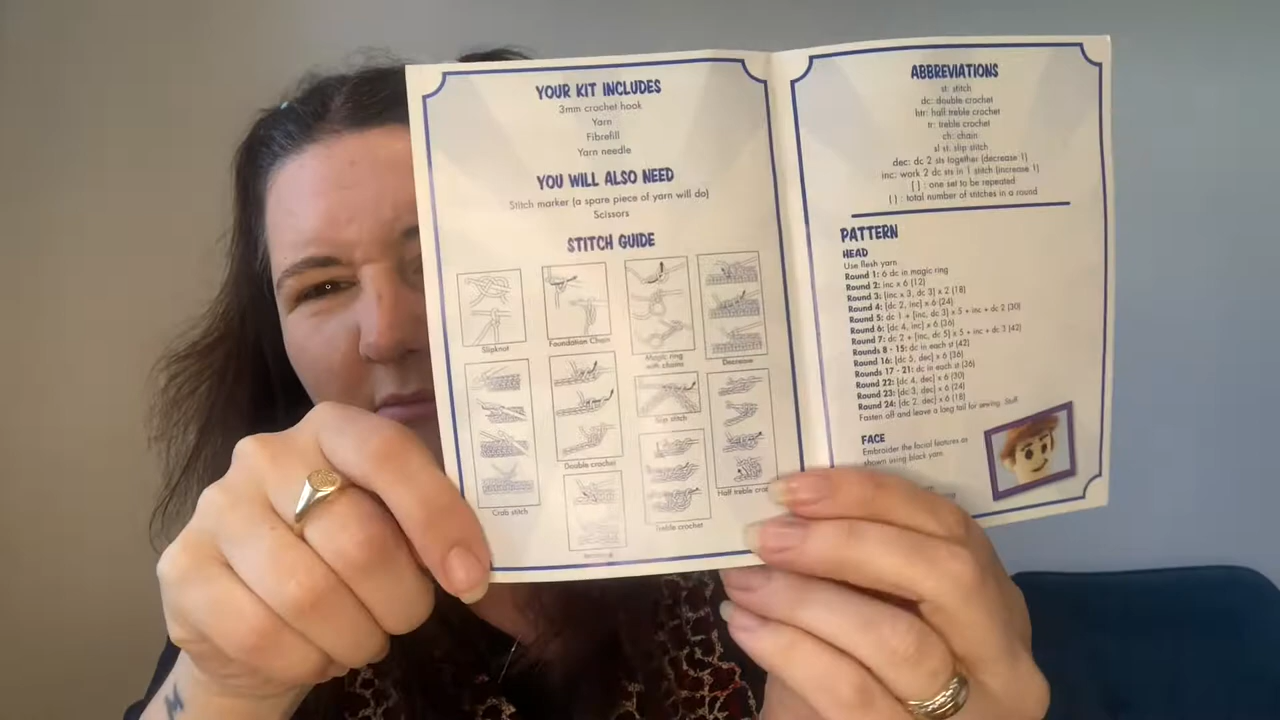 YOUR KIT INCLUDES
3mm crochet hook
Yarn
Fibrefill
Yarn needle
YOU WILL ALSO NEED
Stitch marker (a spare piece of yarn will do)
Scissors
STITCH GUIDE
Slipknot
Foundation Chain
Magic ring
with chains
Decrease
Crab stitch
Double crochet
Slip stitch
Treble crochet
Half treble
ABBREVIATIONS
st: stitch
dc: double crochet
htr: half treble crochet
tr: treble crochet
ch: chain
sl st: slip stitch
dec: dc 2 sts together (decrease 1)
inc: work 2 dc sts in 1 stitch (increase 1)
[ ] : one set to be repeated
( ) : total number of stitches in a round
PATTERN
HEAD
Use flesh yarn
Round 1: 6 dc in magic ring
Round 2: inc x 6 (12)
Round 3: [inc x 3, dc 3] x 2 (18)
Round 4: [dc 2, inc] x 6 (24)
Round 5: dc 1 + [inc, dc 3] x 5 + inc + dc 2 (30)
Round 6: [dc 4, inc] x 6 (36)
Round 7: dc 2 + [inc, dc 5] x 5 + inc + dc 3 (42)
Rounds 8 - 15: dc in each st (42)
Round 16: [dc 5, dec] x 6 (36)
Rounds 17 - 21: dc in each st (36)
Round 22: [dc 4, dec] x 6 (30)
Round 23: [dc 3, dec] x 6 (24)
Round 24: [dc 2, dec] x 6 (18)
Fasten off and leave a long tail for sewing. Stuff
FACE
Embroider the facial features as
shown using black yarn